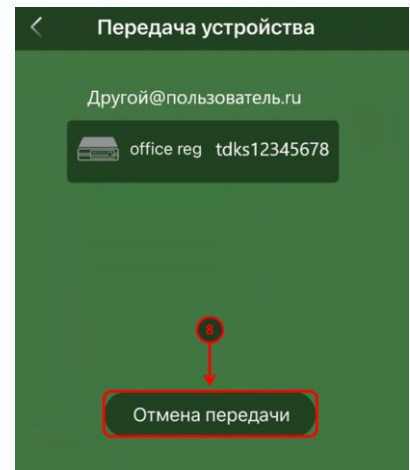 Передача устройства
Другой@пользователь.ru
office reg tdks12345678
8
Отмена передачи